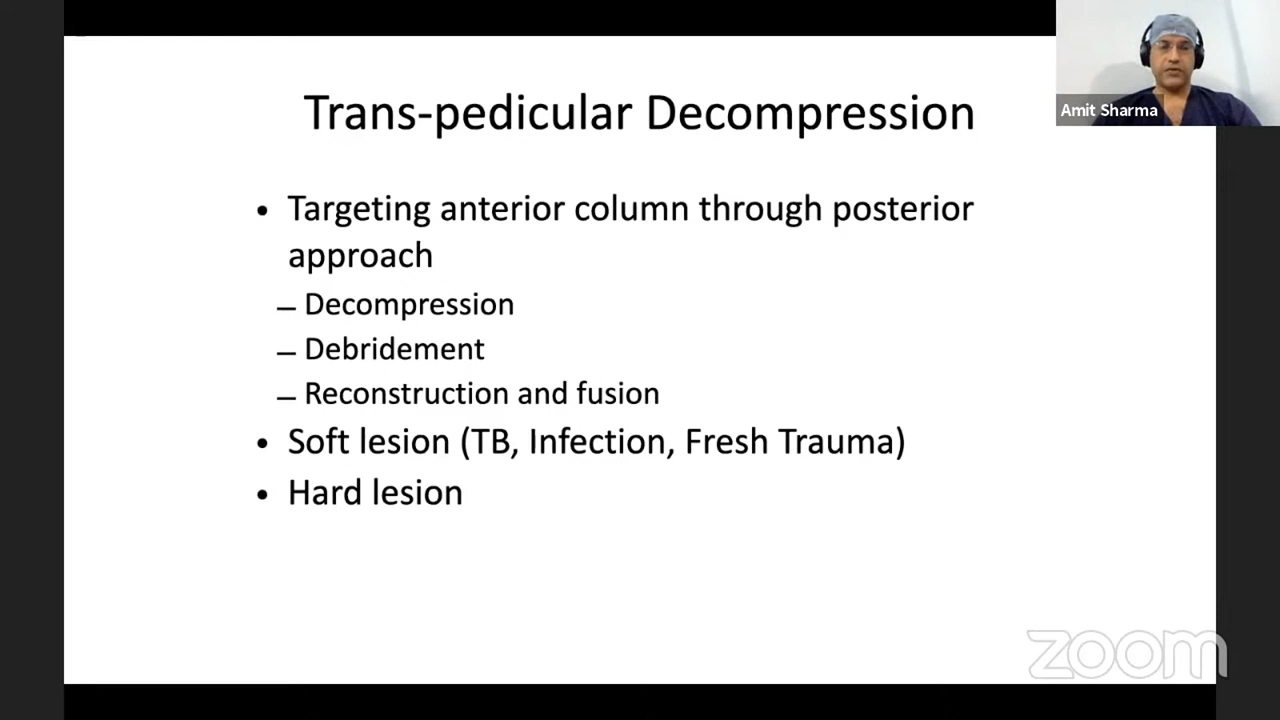 Trans-pedicular Decompression
Amit Sharma
• Targeting anterior column through posterior
approach
– Decompression
– Debridement
– Reconstruction and fusion
• Soft lesion (TB, Infection, Fresh Trauma)
• Hard lesion
zoom